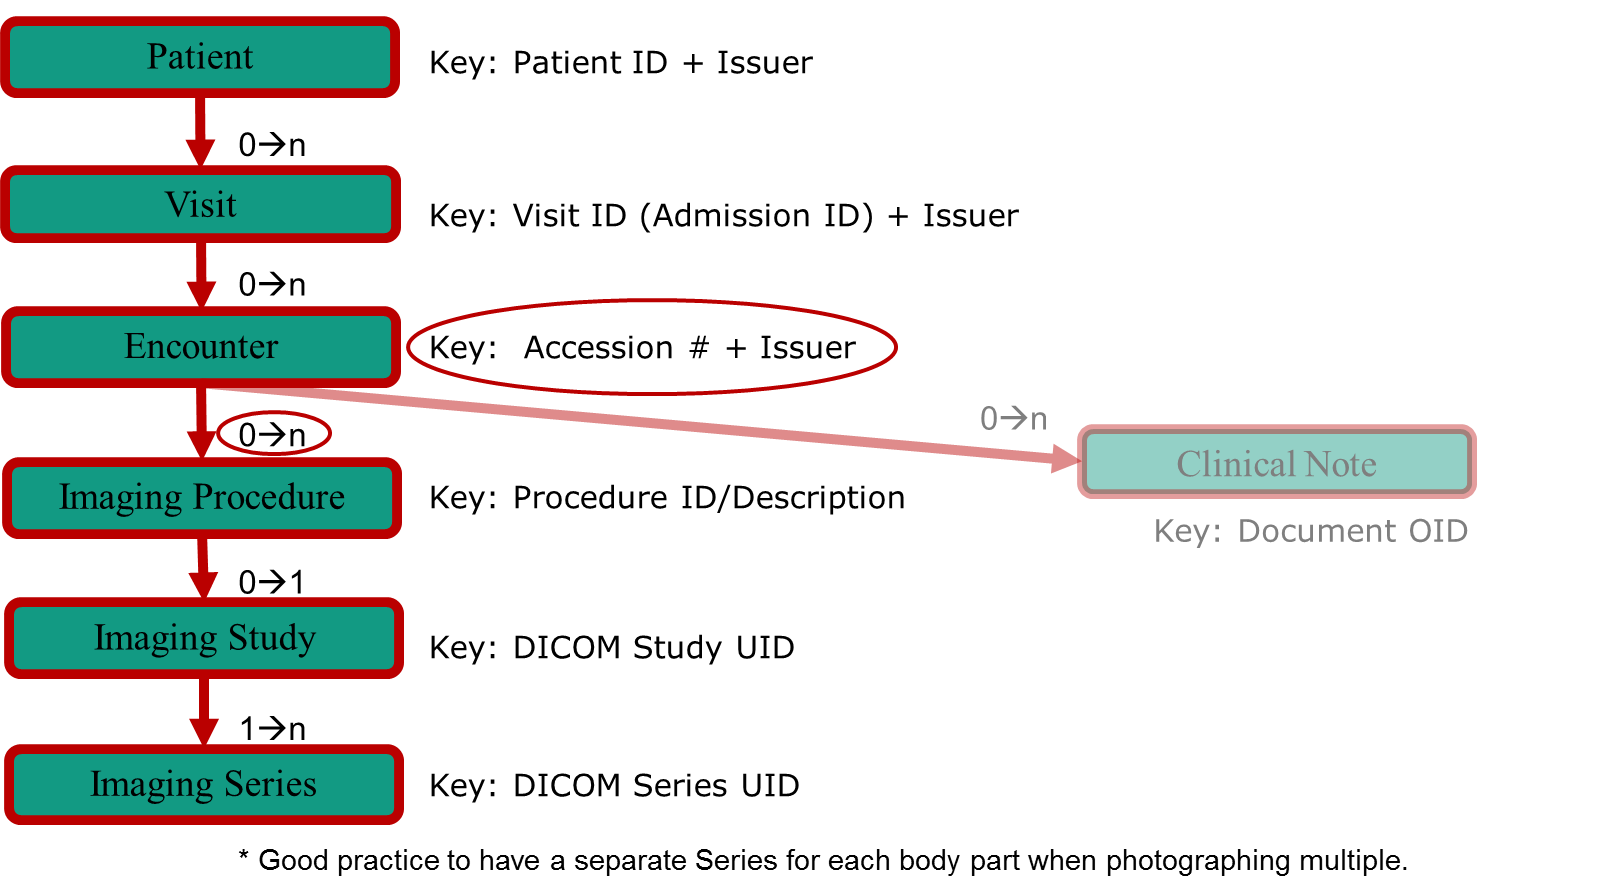 Patient
Key: Patient ID + Issuer
0→n
Visit
Key: Visit ID (Admission ID) + Issuer
0→n
Encounter
Key: Accession # + Issuer
0→n
0→n
Clinical Note
Key: Document OID
Imaging Procedure
Key: Procedure ID/Description
0→1
Imaging Study
Key: DICOM Study UID
1→n
Imaging Series
Key: DICOM Series UID
* Good practice to have a separate Series for each body part when photographing multiple.